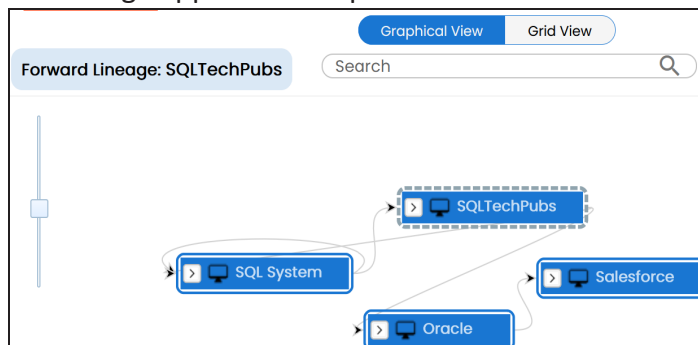 Graphical View
Grid View
Forward Lineage: SQLTechPubs
Search
SQLTechPubs
SQL System
Salesforce
Oracle